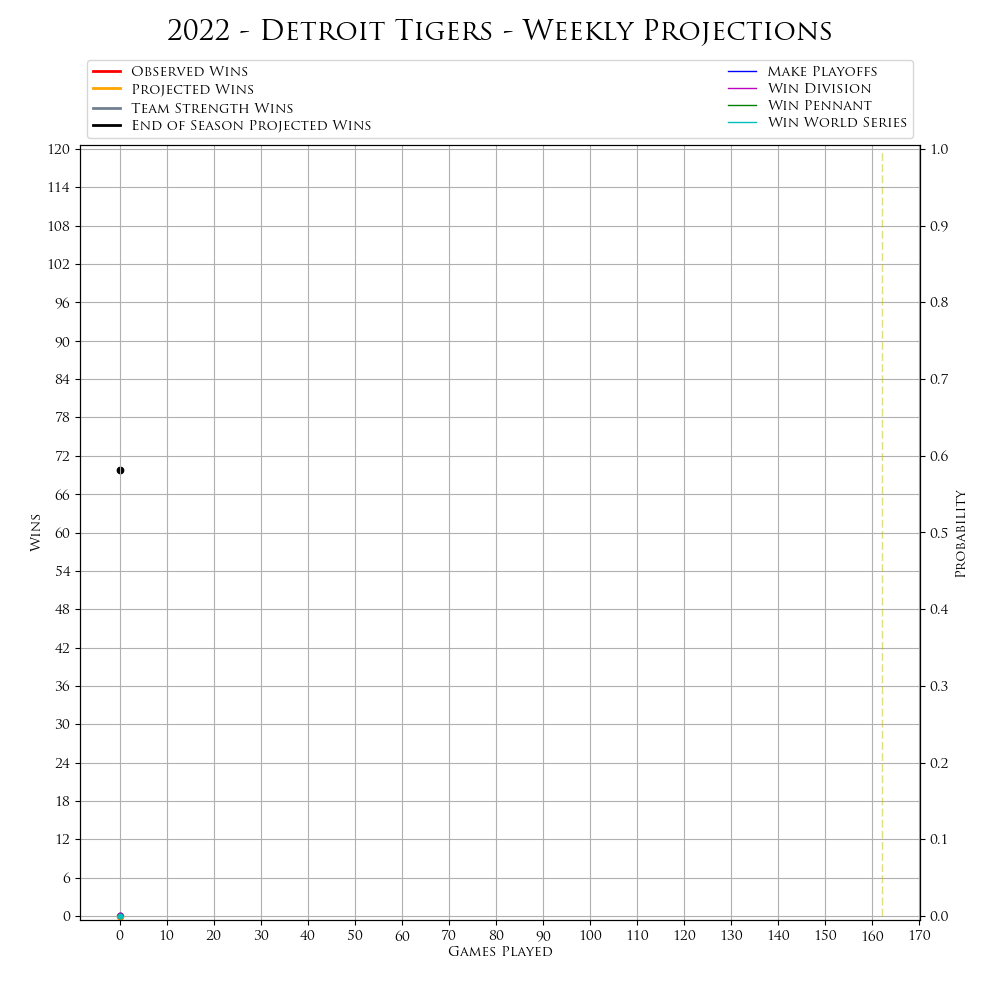 2022 - Detroit Tigers - Weekly Projections
Observed Wins
Projected Wins
Team Strength Wins
End of Season Projected Wins
Make Playoffs
Win Division
Win Pennant
Win World Series
120
114
108
102
96
90
84
78
72
66
60
54
48
42
36
30
24
18
12
6
0
Wins
1.0
0.9
0.8
0.7
0.6
0.5
0.4
0.3
0.2
0.1
0.0
Probability
0 10 20 30 40 50 60 70 80 90 100 110 120 130 140 150 160 170
Games Played